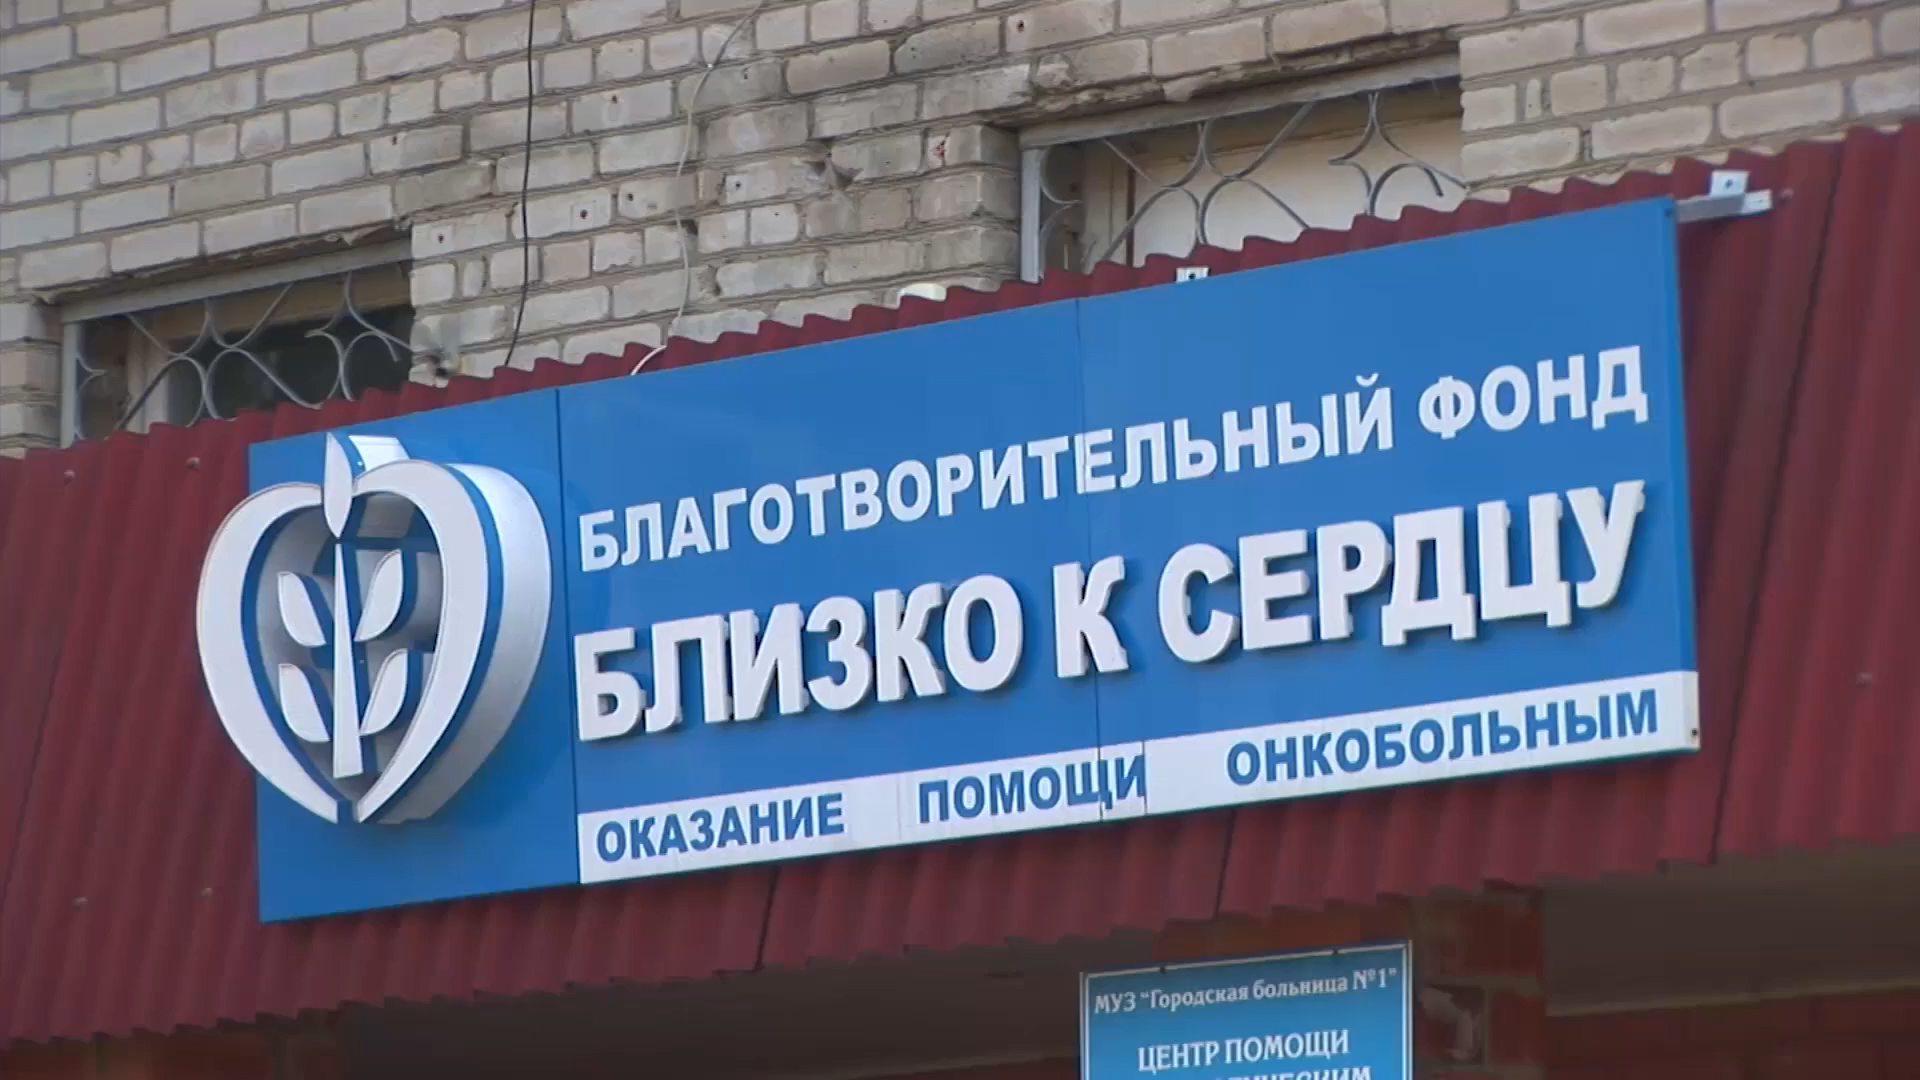 БЛАГОТВОРИТЕЛЬНЫЙ ФОНД
БЛИЗКО К СЕРДЦУ
ОКАЗАНИЕ ПОМОЩИ ОНКОБОЛЬНЫМ
МУЗ "Городская больница №1"
ЦЕНТР ПОМОЩИ